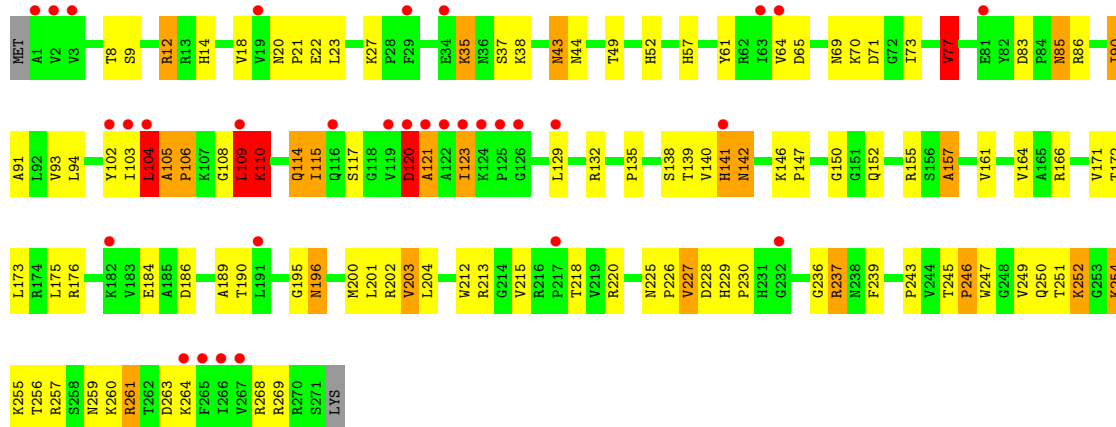 MET A1 V2 V3 T8 S9 R12 R13 H14 V18 V19 N20 P21 E22 L23 K27 P28 F29 E34 K35 N36 S37 K38 N43 N44 T49 H52 H57 Y61 R62 I63 V64 D65 N69 K70 D71 G72 I73 V77 E81 Y82 D83 P84 N85 R86 I90
A91 L92 V93 L94 Y102 I103 L104 A105 P106 K107 G108 L109 K110 Q114 I115 Q116 S117 G118 V119 D120 A121 A122 I123 K124 P125 G126 L129 R132 P135 S138 T139 V140 H141 N142 K146 P147 G150 G151 Q152 R155 S156 A157 V161 V164 A165 R166 V171 T172
L173 R174 L175 R176 K182 V183 E184 A185 D186 A189 T190 L191 G195 N196 M200 L201 R202 V203 L204 W212 R213 G214 V215 R216 P217 T218 V219 R220 N225 P226 V227 D228 H229 P230 H231 G232 G236 R237 N238 F239 P243 V244 T245 P246 W247 G248 V249 Q250 T251 K252 G253 K254
K255 T256 R257 S258 N259 K260 R261 T262 D263 K264 F265 I266 V267 R268 R269 R270 S271 LYS